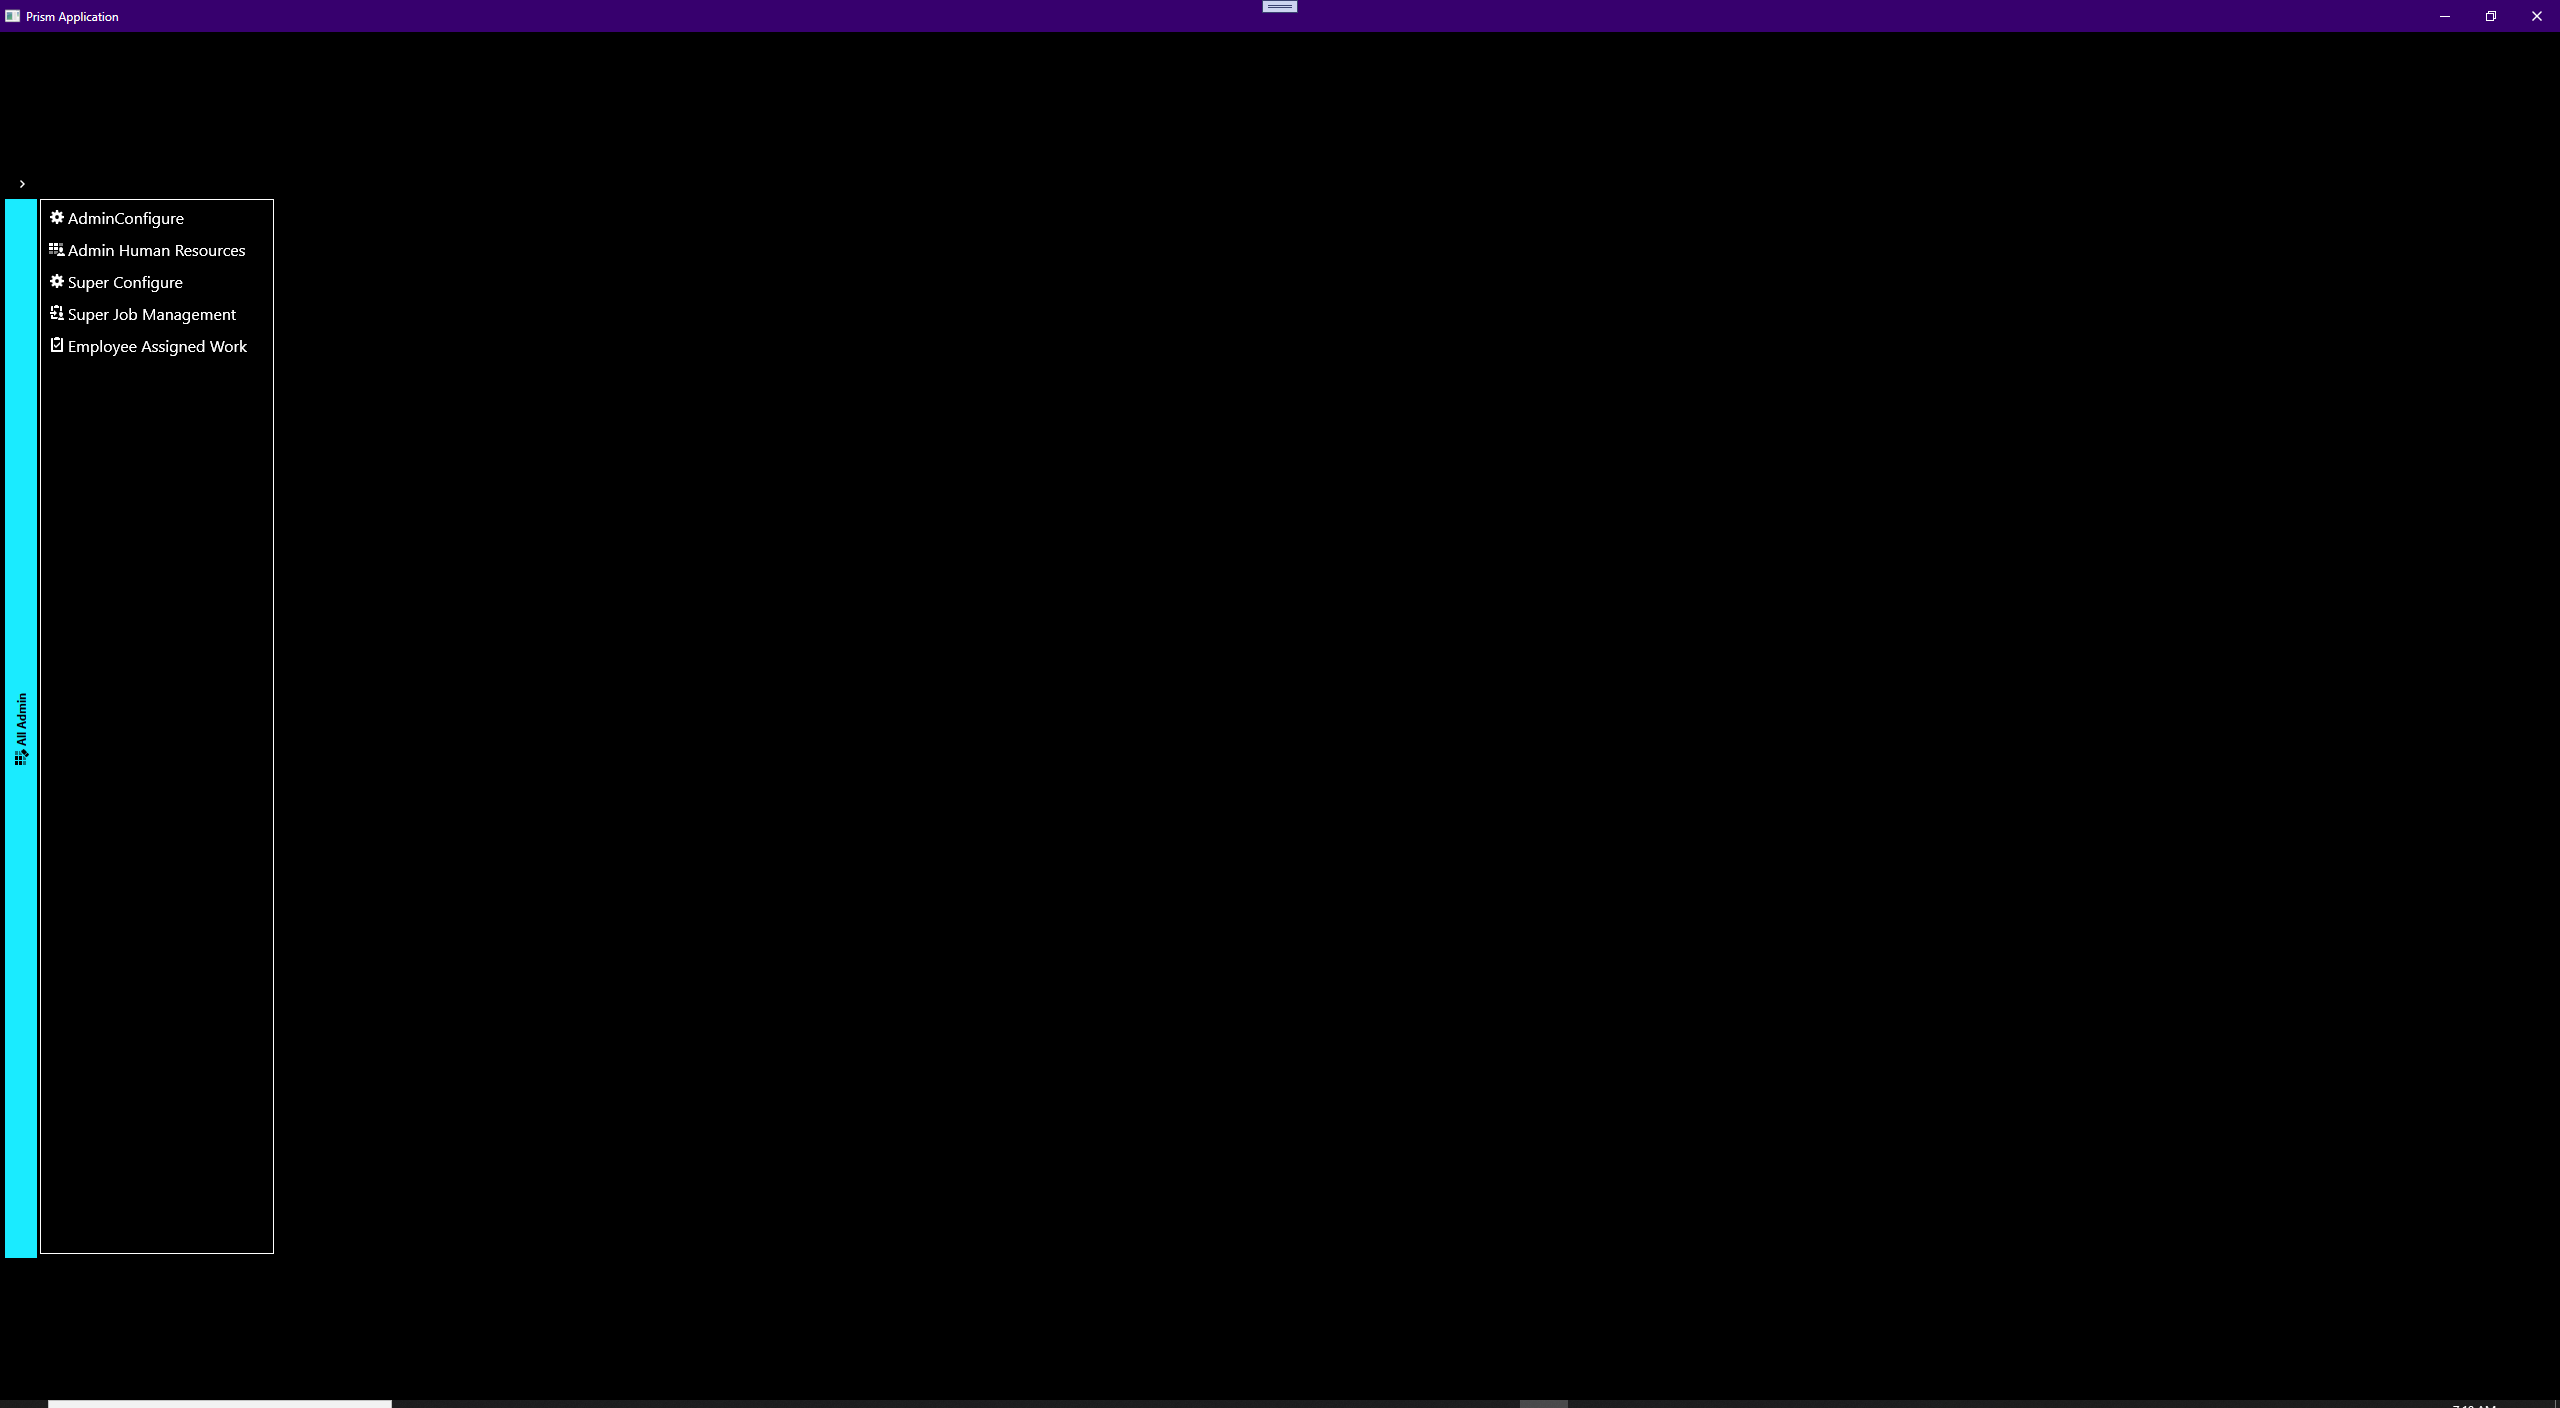 Prism Application
AdminConfigure
Admin Human Resources
Super Configure
Super Job Management
Employee Assigned Work
All Admin